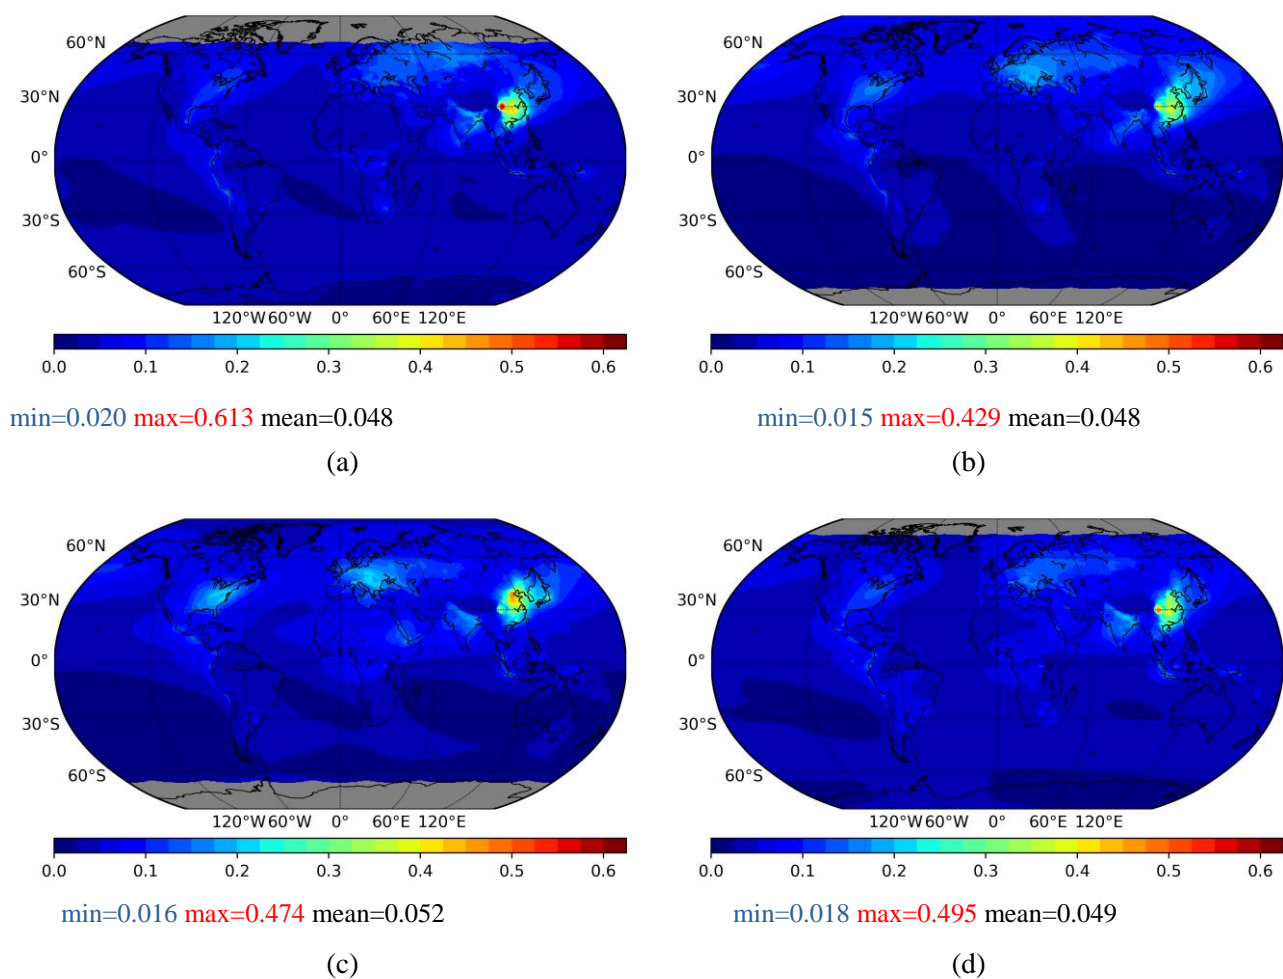 60°N
30°N
0°
30°S
60°S
120°W60°W 0° 60°E 120°E
0.0 0.1 0.2 0.3 0.4 0.5 0.6
min=0.020 max=0.613 mean=0.048
(a)
60°N
30°N
0°
30°S
60°S
120°W60°W 0° 60°E 120°E
0.0 0.1 0.2 0.3 0.4 0.5 0.6
min=0.015 max=0.429 mean=0.048
(b)
60°N
30°N
0°
30°S
60°S
120°W60°W 0° 60°E 120°E
0.0 0.1 0.2 0.3 0.4 0.5 0.6
min=0.016 max=0.474 mean=0.052
(c)
60°N
30°N
0°
30°S
60°S
120°W60°W 0° 60°E 120°E
0.0 0.1 0.2 0.3 0.4 0.5 0.6
min=0.018 max=0.495 mean=0.049
(d)